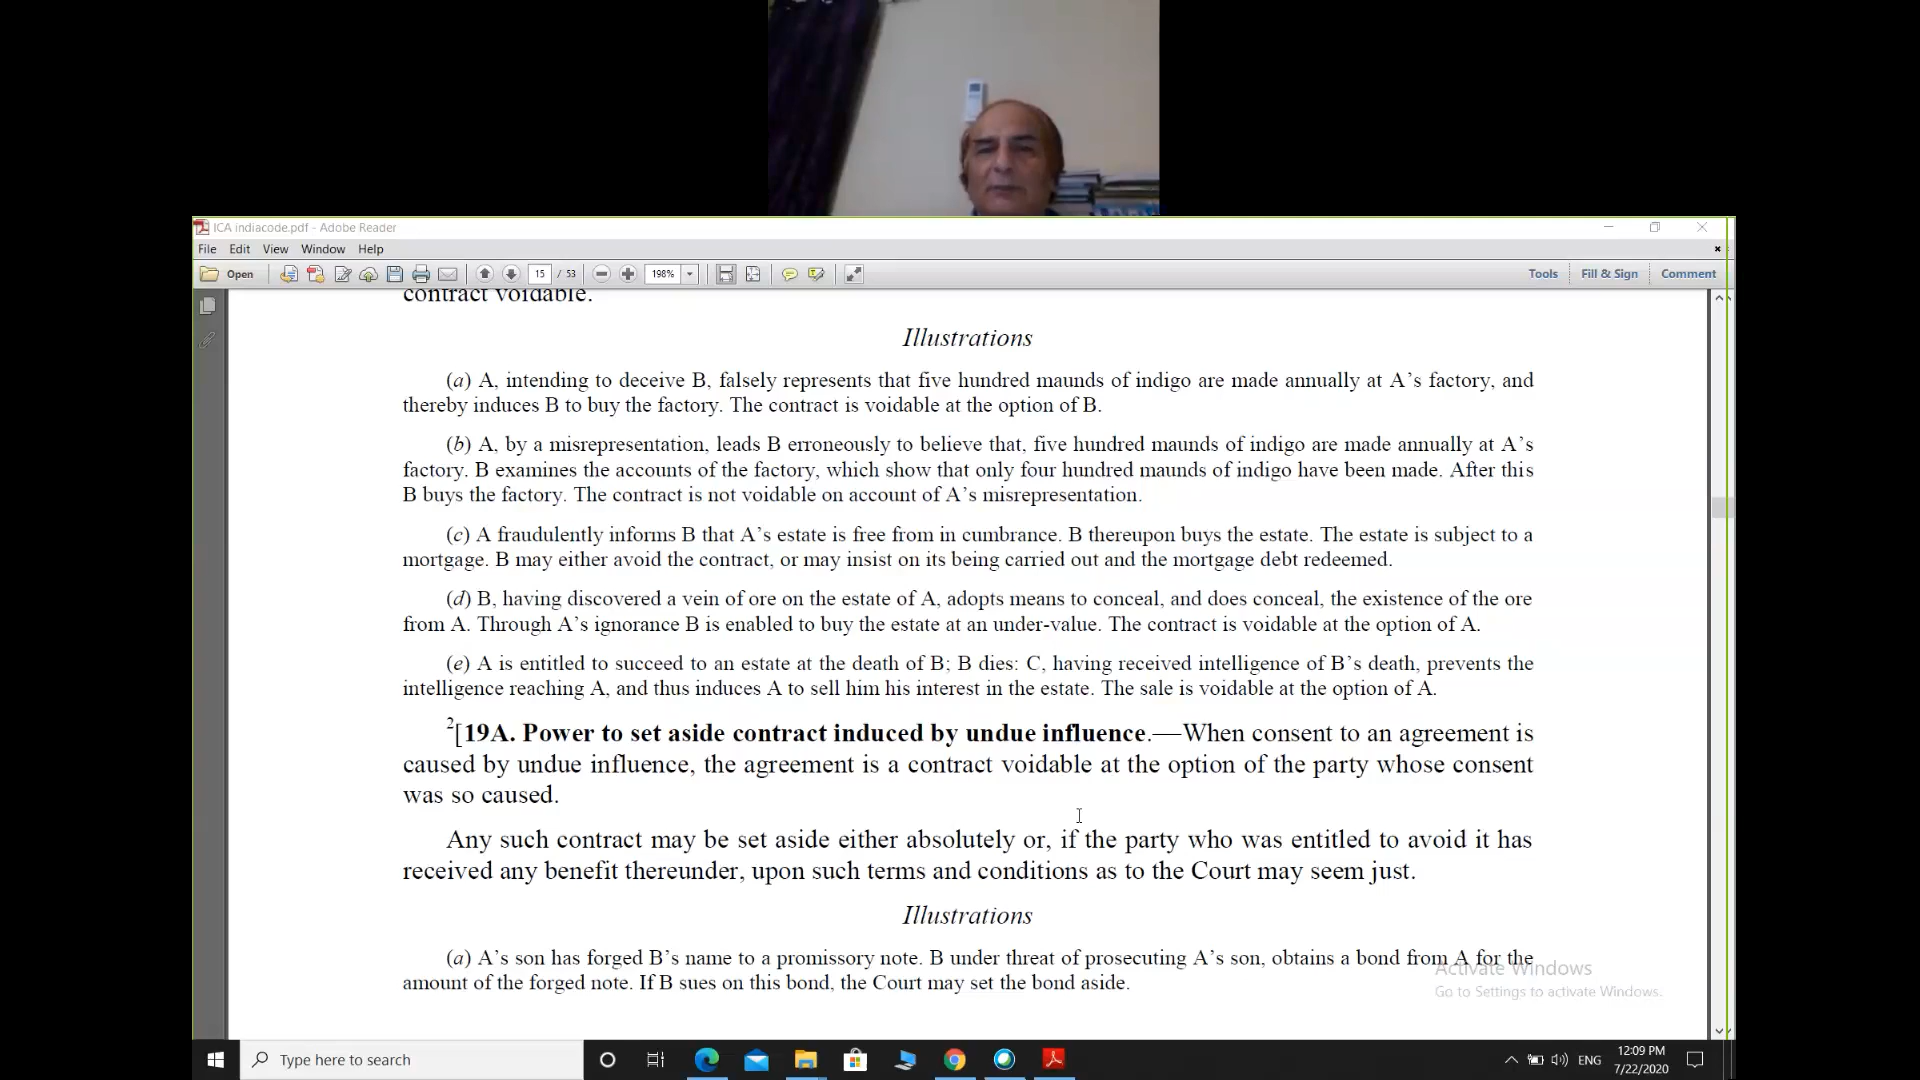 ICA indiacode.pdf - Adobe Reader
File Edit View Window Help
Open 15 / 53 198% Tools Fill & Sign Comment
contract voidable.
Illustrations
(a) A, intending to deceive B, falsely represents that five hundred maunds of indigo are made annually at A’s factory, and
thereby induces B to buy the factory. The contract is voidable at the option of B.
(b) A, by a misrepresentation, leads B erroneously to believe that, five hundred maunds of indigo are made annually at A’s
factory. B examines the accounts of the factory, which show that only four hundred maunds of indigo have been made. After this
B buys the factory. The contract is not voidable on account of A’s misrepresentation.
(c) A fraudulently informs B that A’s estate is free from in cumbrance. B thereupon buys the estate. The estate is subject to a
mortgage. B may either avoid the contract, or may insist on its being carried out and the mortgage debt redeemed.
(d) B, having discovered a vein of ore on the estate of A, adopts means to conceal, and does conceal, the existence of the ore
from A. Through A’s ignorance B is enabled to buy the estate at an under-value. The contract is voidable at the option of A.
(e) A is entitled to succeed to an estate at the death of B; B dies: C, having received intelligence of B’s death, prevents the
intelligence reaching A, and thus induces A to sell him his interest in the estate. The sale is voidable at the option of A.
2[19A. Power to set aside contract induced by undue influence.—When consent to an agreement is
caused by undue influence, the agreement is a contract voidable at the option of the party whose consent
was so caused.
Any such contract may be set aside either absolutely or, if the party who was entitled to avoid it has
received any benefit thereunder, upon such terms and conditions as to the Court may seem just.
Illustrations
(a) A’s son has forged B’s name to a promissory note. B under threat of prosecuting A’s son, obtains a bond from A for the
amount of the forged note. If B sues on this bond, the Court may set the bond aside.
Activate Windows
Go to Settings to activate Windows.
Type here to search
ENG
12:09 PM
7/22/2020